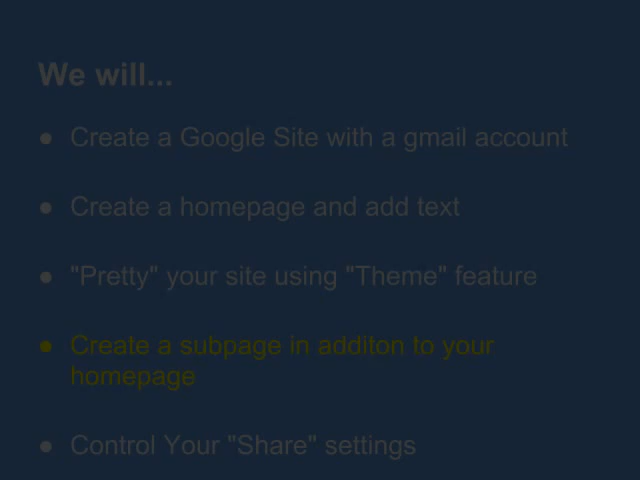 We will...
● Create a Google Site with a gmail account
● Create a homepage and add text
● "Pretty" your site using "Theme" feature
● Create a subpage in additon to your
homepage
● Control Your "Share" settings